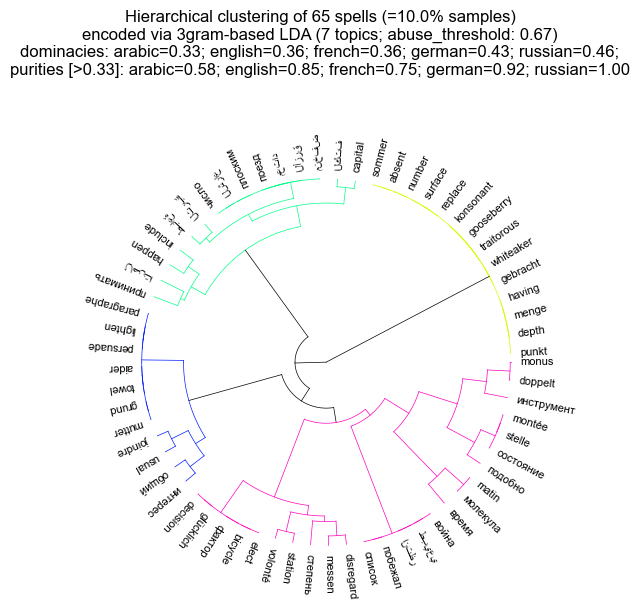 Hierarchical clustering of 65 spells (=10.0% samples)
encoded via 3gram-based LDA (7 topics; abuse_threshold: 0.67)
dominacies: arabic=0.33; english=0.36; french=0.36; german=0.43; russian=0.46;
purities [>0.33]: arabic=0.58; english=0.85; french=0.75; german=0.92; russian=1.00
capital
sommer
absent
number
surface
replace
konsonant
gooseberry
traitorous
whiteaker
gebracht
having
menge
depth
punkt
monus
doppelt
инструмент
montée
stelle
состояние
подобно
matin
молекула
время
война
побежал
список
disregard
messen
степень
station
volonté
elect
bicycle
фактор
glücklich
decision
интерес
общий
usual
joindre
mutter
grund
towel
aider
persuade
lighten
paragraphe
принимать
happen
include
число
плоским
поезд